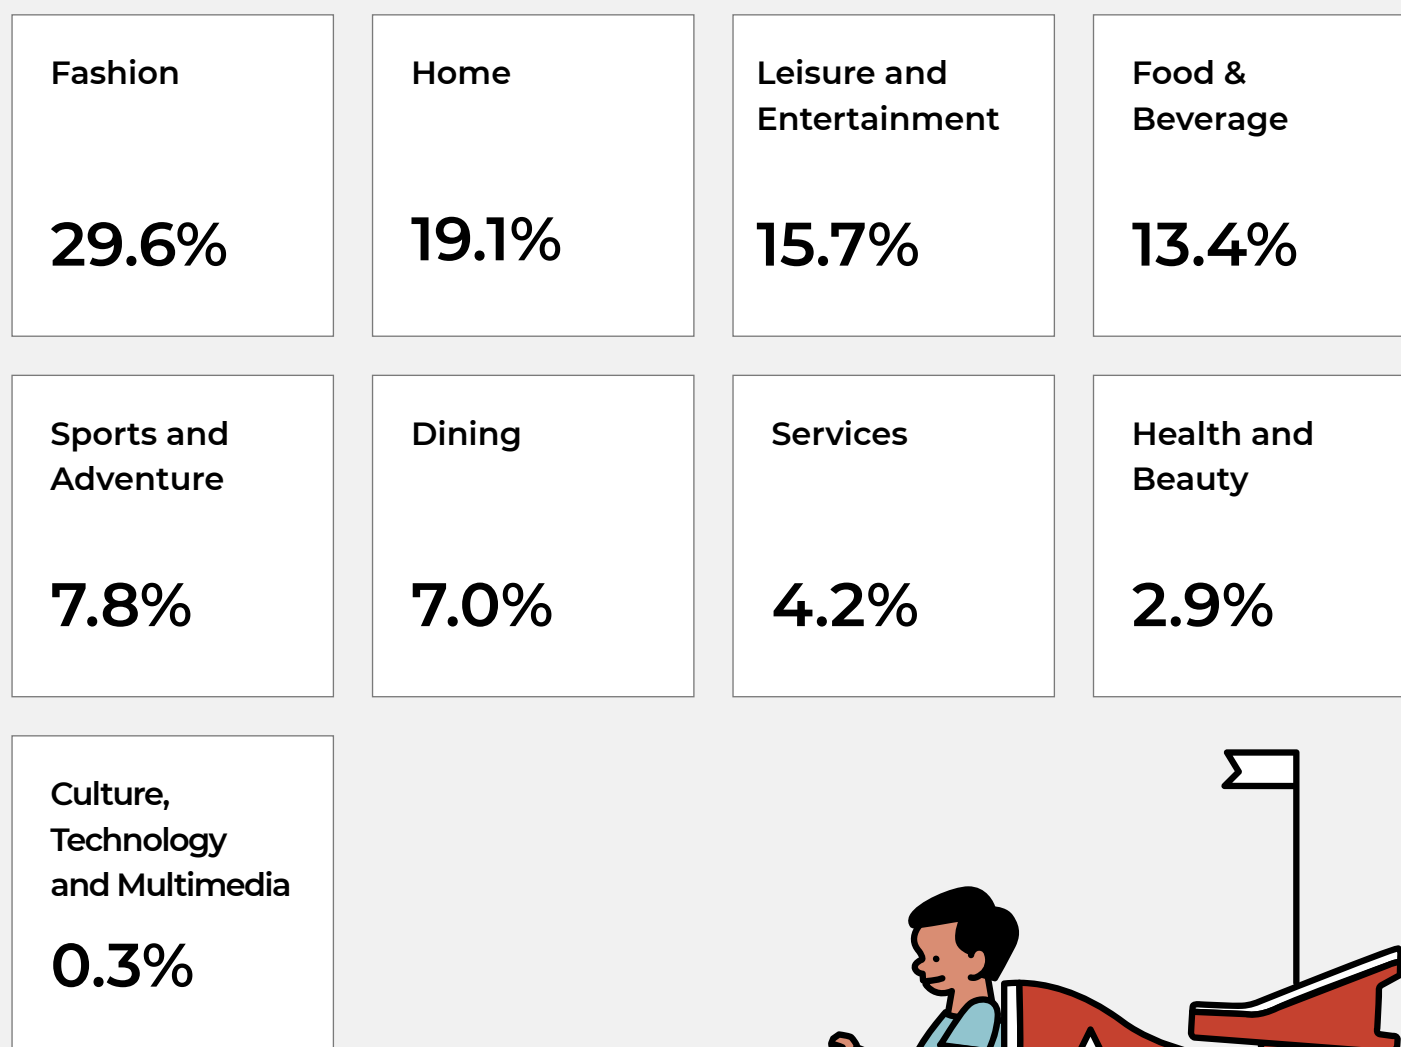 Fashion
29.6%
Home
19.1%
Leisure and
Entertainment
15.7%
Food &
Beverage
13.4%
Sports and
Adventure
7.8%
Dining
7.0%
Services
4.2%
Health and
Beauty
2.9%
Culture,
Technology
and Multimedia
0.3%